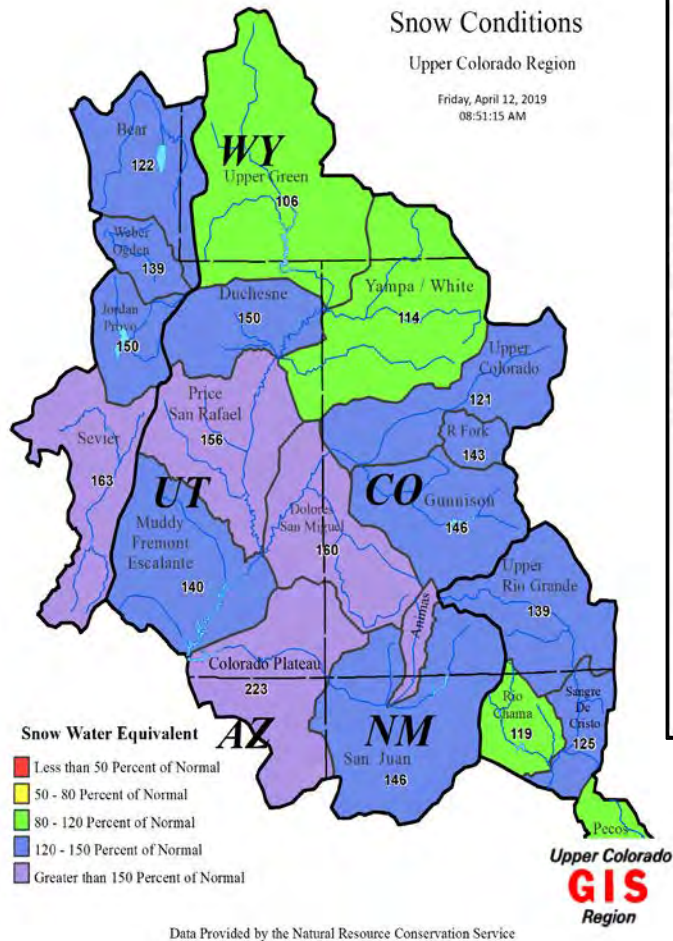 Snow Conditions
Upper Colorado Region
Friday, April 12, 2019
08:51:15 AM
Bear
122
WY
Upper Green
106
Weber
Ogden
139
Duchesne
150
Yampa / White
114
Jordan
Provo
150
Upper
Colorado
121
Price
San Rafael
156
R Fork
143
Sevier
163
UT
CO
Gunnison
146
Dolores
San Miguel
160
Muddy
Fremont
Escalante
140
Upper
Rio Grande
139
Animas
Colorado Plateau
223
Rio
Chama
119
Sangre
De
Cristo
125
AZ
NM
San Juan
146
Pecos
Snow Water Equivalent
Less than 50 Percent of Normal
50 - 80 Percent of Normal
80 - 120 Percent of Normal
120 - 150 Percent of Normal
Greater than 150 Percent of Normal
Upper Colorado
GIS
Region
Data Provided by the Natural Resource Conservation Service